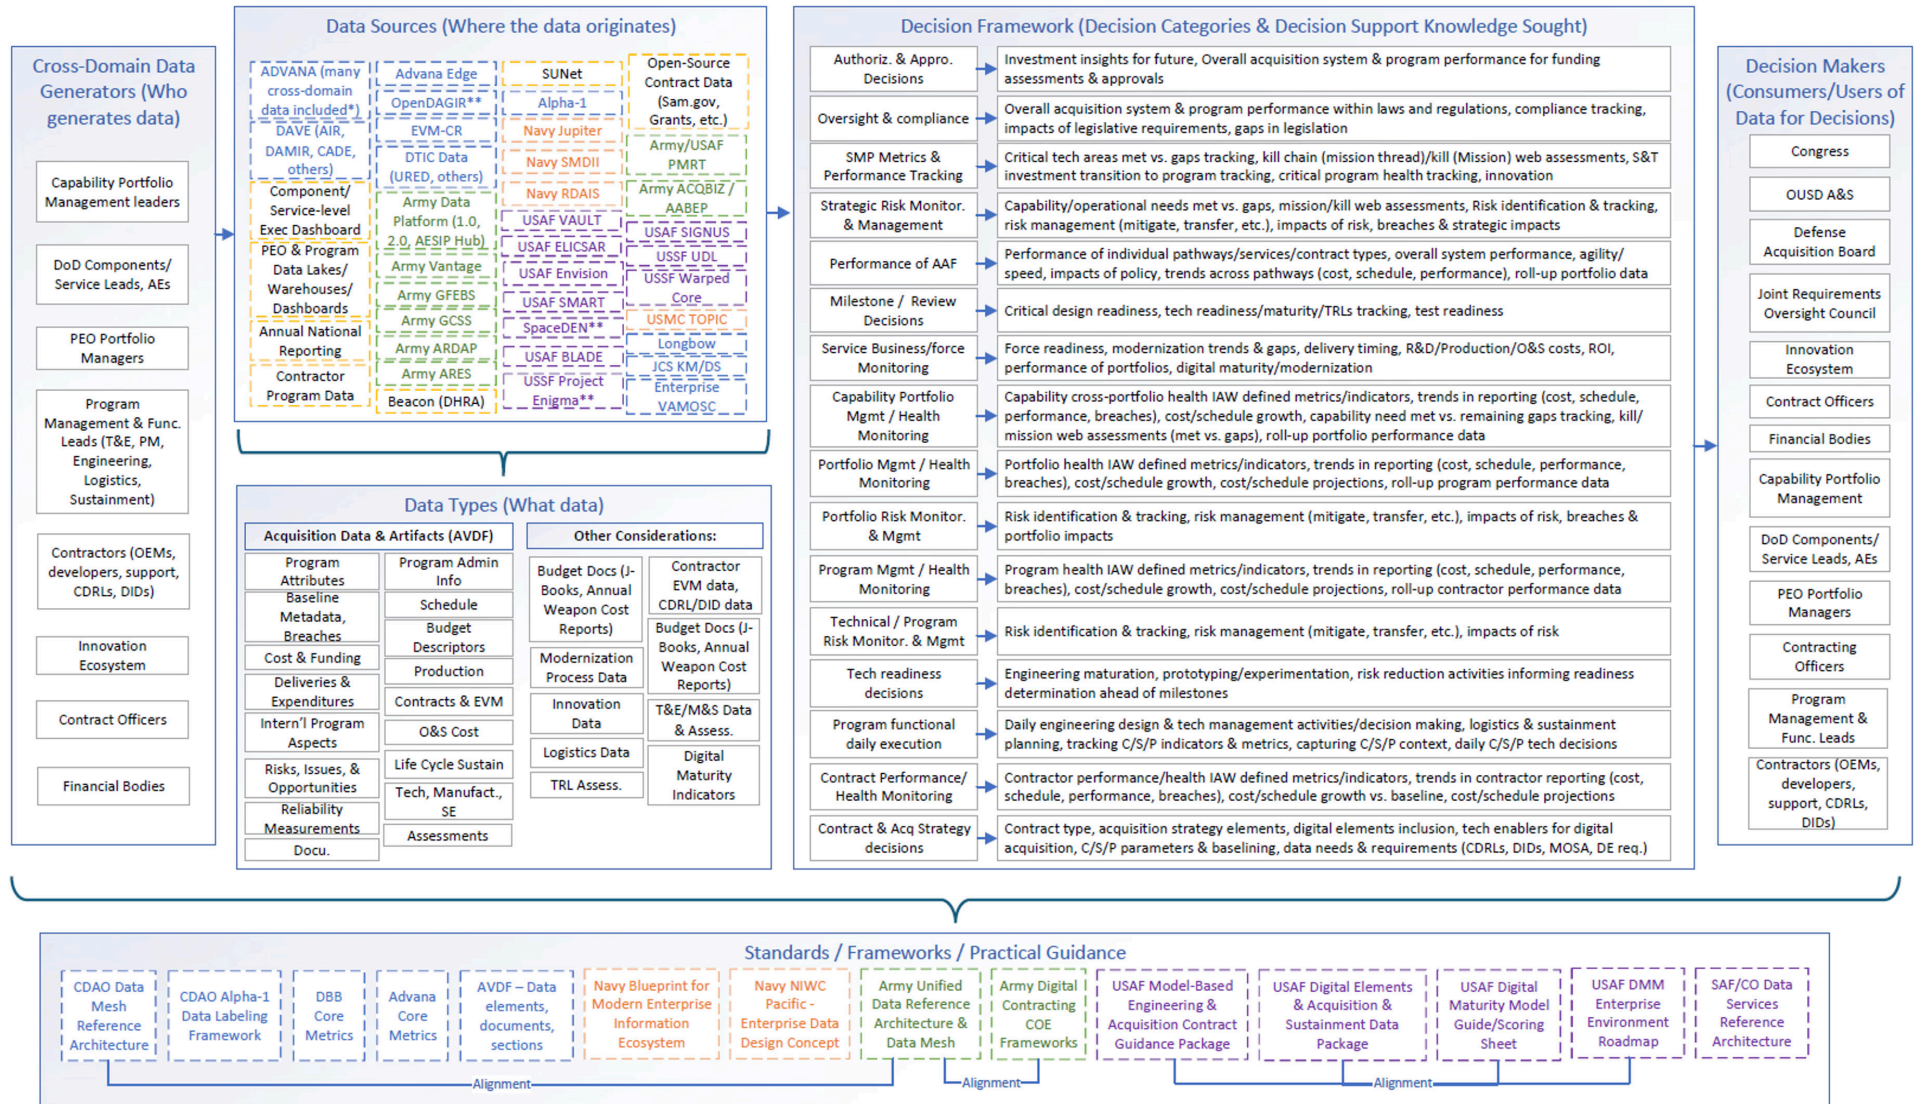 Cross-Domain Data
Generators (Who
generates data)
Capability Portfolio
Management leaders
DoD Components/
Service Leads, AEs
PEO Portfolio
Managers
Program
Management & Func.
Leads (T&E, PM,
Engineering,
Logistics,
Sustainment)
Contractors (OEMs,
developers, support,
CDRLs, DIDs)
Innovation
Ecosystem
Contract Officers
Financial Bodies
Data Sources (Where the data originates)
ADVANA (many
cross-domain
data included*)
DAVE (AIR,
DAMIR, CADE,
others)
Component/
Service-level
Exec Dashboard
PEO & Program
Data Lakes/
Warehouses/
Dashboards
Annual National
Reporting
Contractor
Program Data
Advana Edge
OpenDAGIR**
EVM-CR
DTIC Data
(URED, others)
Army Data
Platform (1.0,
2.0, AESIP Hub)
Army Vantage
Army GFEBS
Army GCSS
Army ARDAP
Army ARES
Beacon (DHRA)
SUNet
Alpha-1
Navy Jupiter
Navy SMDII
Navy RDAIS
USAF VAULT
USAF ELICSAR
USAF Envision
USAF SMART
SpaceDEN**
USAF BLADE
USSF Project
Enigma**
Open-Source
Contract Data
(Sam.gov,
Grants, etc.)
Army/USAF
PMRT
Army ACQBIZ /
AABEP
USAF SIGNUS
USSF UDL
USSF Warped
Core
USMC TOPIC
Longbow
JCS KM/DS
Enterprise
VAMOSC
Data Types (What data)
Acquisition Data & Artifacts (AVDF)
Program
Attributes
Baseline
Metadata,
Breaches
Cost & Funding
Deliveries &
Expenditures
Intern'l Program
Aspects
Risks, Issues, &
Opportunities
Reliability
Measurements
Docu.
Program Admin
Info
Schedule
Budget
Descriptors
Production
Contracts & EVM
O&S Cost
Life Cycle Sustain
Tech, Manufact.,
SE
Assessments
Other Considerations:
Budget Docs (J-
Books, Annual
Weapon Cost
Reports)
Modernization
Process Data
Innovation
Data
Logistics Data
TRL Assess.
Contractor
EVM data,
CDRL/DID data
Budget Docs (J-
Books, Annual
Weapon Cost
Reports)
T&E/M&S Data
& Assess.
Digital
Maturity
Indicators
Decision Framework (Decision Categories & Decision Support Knowledge Sought)
Authoriz. & Appro.
Decisions
Investment insights for future, Overall acquisition system & program performance for funding
assessments & approvals
Oversight & compliance
Overall acquisition system & program performance within laws and regulations, compliance tracking,
impacts of legislative requirements, gaps in legislation
SMP Metrics &
Performance Tracking
Critical tech areas met vs. gaps tracking, kill chain (mission thread)/kill (Mission) web assessments, S&T
investment transition to program tracking, critical program health tracking, innovation
Strategic Risk Monitor.
& Management
Capability/operational needs met vs. gaps, mission/kill web assessments, Risk identification & tracking,
risk management (mitigate, transfer, etc.), impacts of risk, breaches & strategic impacts
Performance of AAF
Performance of individual pathways/services/contract types, overall system performance, agility/
speed, impacts of policy, trends across pathways (cost, schedule, performance), roll-up portfolio data
Milestone / Review
Decisions
Critical design readiness, tech readiness/maturity/TRLs tracking, test readiness
Service Business/force
Monitoring
Force readiness, modernization trends & gaps, delivery timing, R&D/Production/O&S costs, ROI,
performance of portfolios, digital maturity/modernization
Capability Portfolio
Mgmt / Health
Monitoring
Capability cross-portfolio health IAW defined metrics/indicators, trends in reporting (cost, schedule,
performance, breaches), cost/schedule growth, capability need met vs. remaining gaps tracking, kill/
mission web assessments (met vs. gaps), roll-up portfolio performance data
Portfolio Mgmt / Health
Monitoring
Portfolio health IAW defined metrics/indicators, trends in reporting (cost, schedule, performance,
breaches), cost/schedule growth, cost/schedule projections, roll-up program performance data
Portfolio Risk Monitor.
& Mgmt
Risk identification & tracking, risk management (mitigate, transfer, etc.), impacts of risk, breaches &
portfolio impacts
Program Mgmt / Health
Monitoring
Program health IAW defined metrics/indicators, trends in reporting (cost, schedule, performance,
breaches), cost/schedule growth, cost/schedule projections, roll-up contractor performance data
Technical / Program
Risk Monitor. & Mgmt
Risk identification & tracking, risk management (mitigate, transfer, etc.), impacts of risk
Tech readiness
decisions
Engineering maturation, prototyping/experimentation, risk reduction activities informing readiness
determination ahead of milestones
Program functional
daily execution
Daily engineering design & tech management activities/decision making, logistics & sustainment
planning, tracking C/S/P indicators & metrics, capturing C/S/P context, daily C/S/P tech decisions
Contract Performance/
Health Monitoring
Contractor performance/health IAW defined metrics/indicators, trends in contractor reporting (cost,
schedule, performance, breaches), cost/schedule growth vs. baseline, cost/schedule projections
Contract & Acq Strategy
decisions
Contract type, acquisition strategy elements, digital elements inclusion, tech enablers for digital
acquisition, C/S/P parameters & baselining, data needs & requirements (CDRLs, DIDs, MOSA, DE req.)
Decision Makers
(Consumers/Users of
Data for Decisions)
Congress
OUSD A&S
Defense
Acquisition Board
Joint Requirements
Oversight Council
Innovation
Ecosystem
Contract Officers
Financial Bodies
Capability Portfolio
Management
DoD Components/
Service Leads, AEs
PEO Portfolio
Managers
Contracting
Officers
Program
Management &
Func. Leads
Contractors (OEMs,
developers,
support, CDRLs,
DIDs)
Standards / Frameworks / Practical Guidance
CDAO Data
Mesh
Reference
Architecture
CDAO Alpha-1
Data Labeling
Framework
DBB
Core
Metrics
Advana
Core
Metrics
AVDF – Data
elements,
documents,
sections
Navy Blueprint for
Modern Enterprise
Information
Ecosystem
Navy NIWC
Pacific -
Enterprise Data
Design Concept
Army Unified
Data Reference
Architecture &
Data Mesh
Army Digital
Contracting
COE
Frameworks
USAF Model-Based
Engineering &
Acquisition Contract
Guidance Package
USAF Digital Elements
& Acquisition &
Sustainment Data
Package
USAF Digital
Maturity Model
Guide/Scoring
Sheet
USAF DMM
Enterprise
Environment
Roadmap
SAF/CO Data
Services
Reference
Architecture
Alignment
Alignment
Alignment